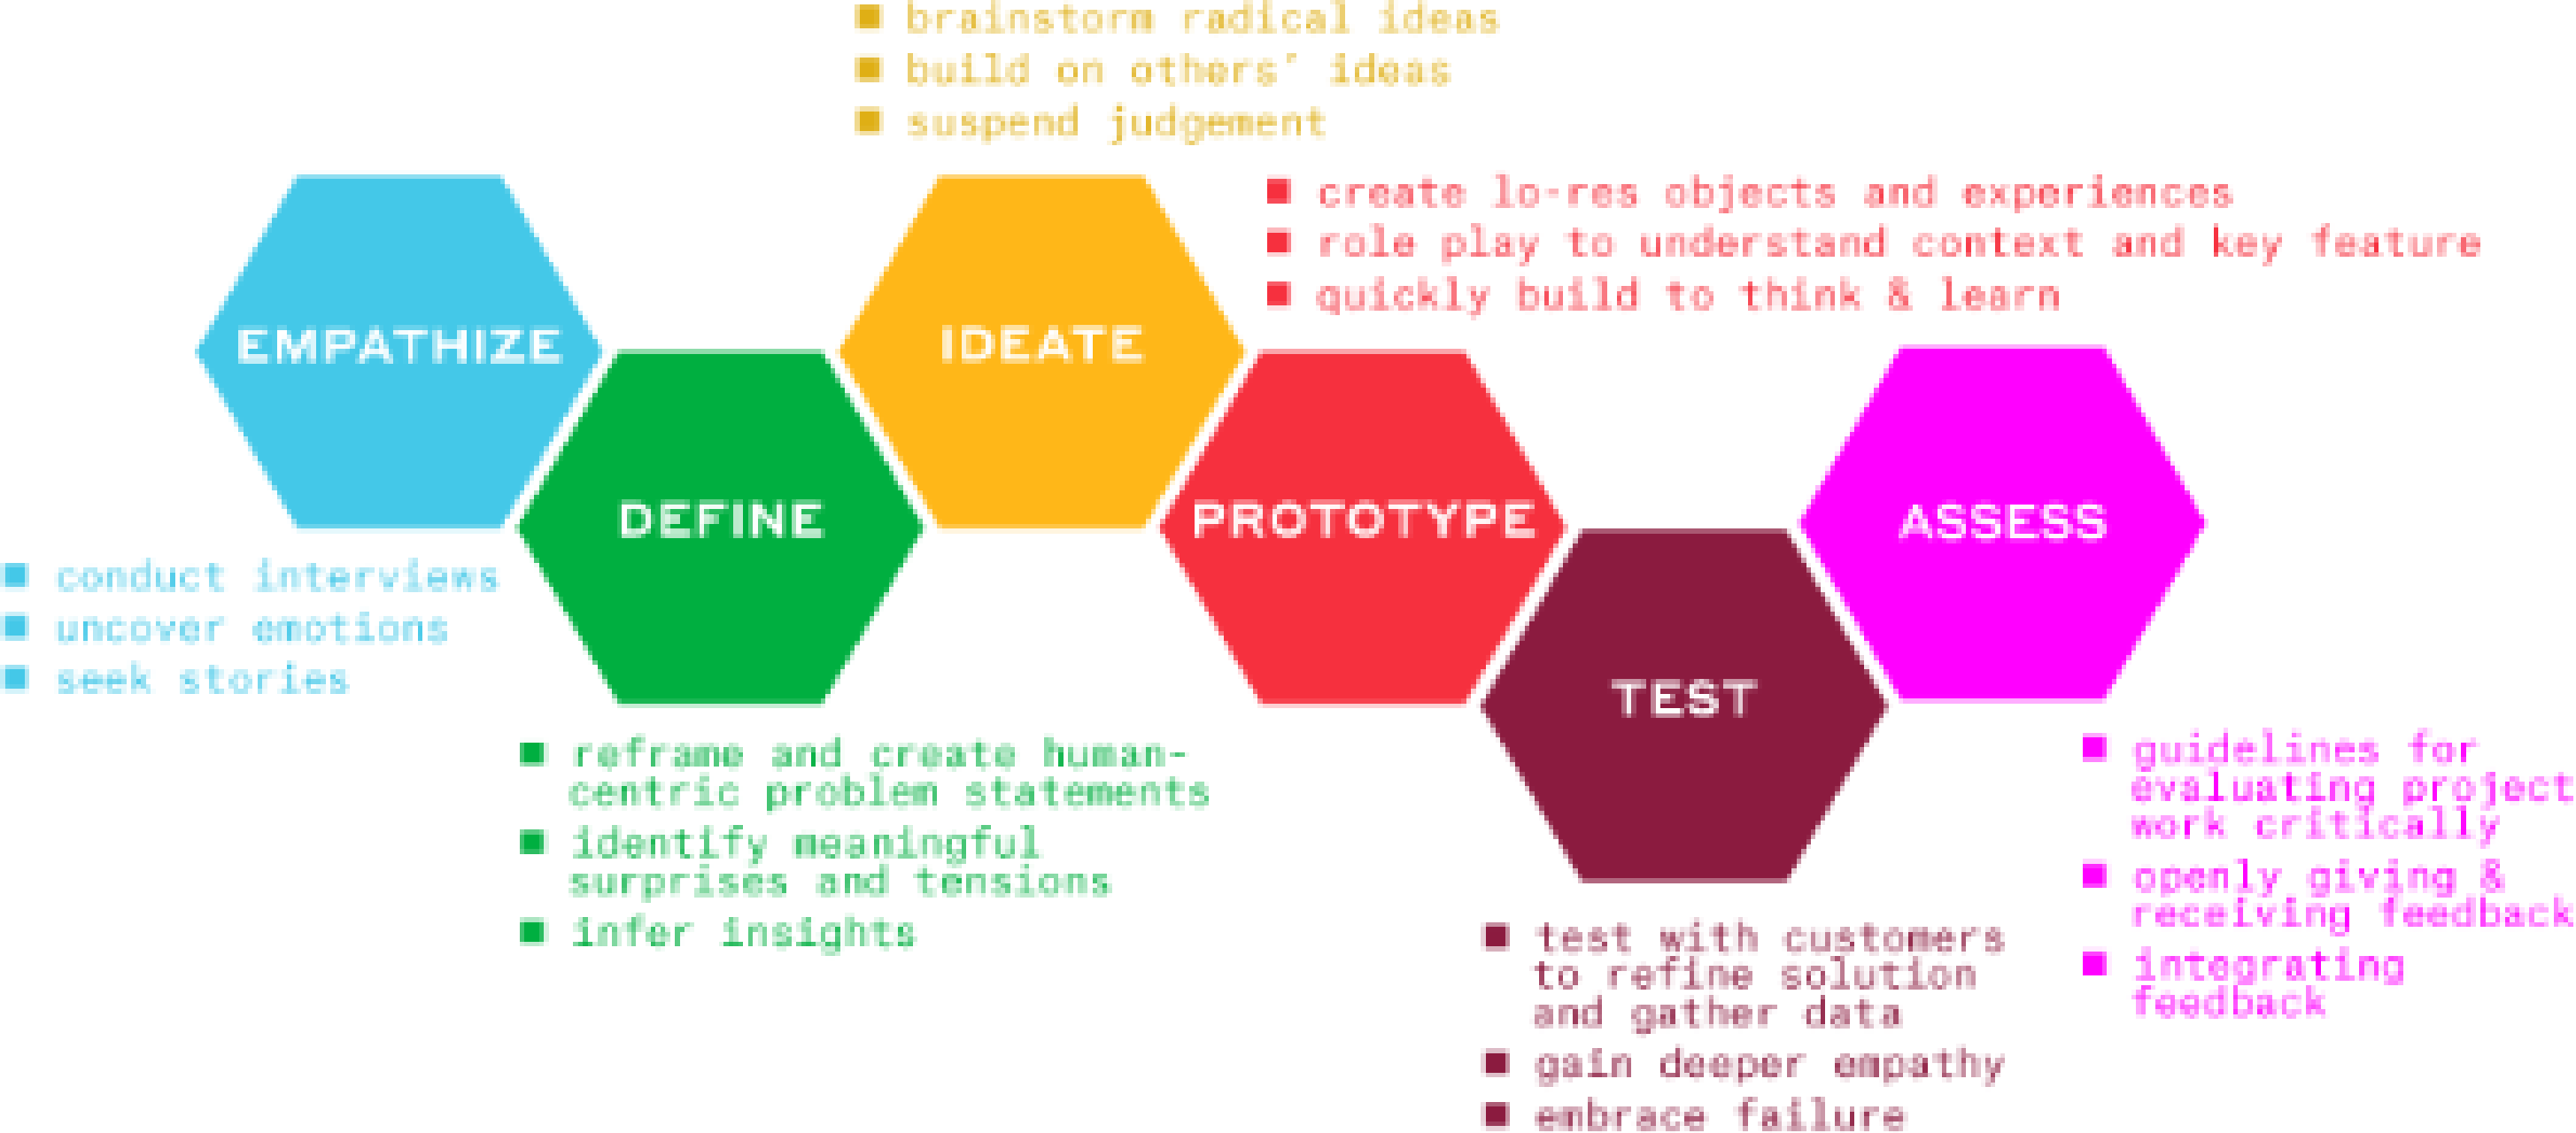 brainstorm radical ideas
build on others' ideas
suspend judgement
EMPATHIZE
conduct interviews
uncover emotions
seek stories
DEFINE
reframe and create human-
centric problem statements
identify meaningful
surprises and tensions
infer insights
IDEATE
create lo-res objects and experiences
role play to understand context and key feature
quickly build to think & learn
PROTOTYPE
TEST
test with customers
to refine solution
and gather data
gain deeper empathy
embrace failure
ASSESS
guidelines for
evaluating project
work critically
openly giving &
receiving feedback
integrating
feedback